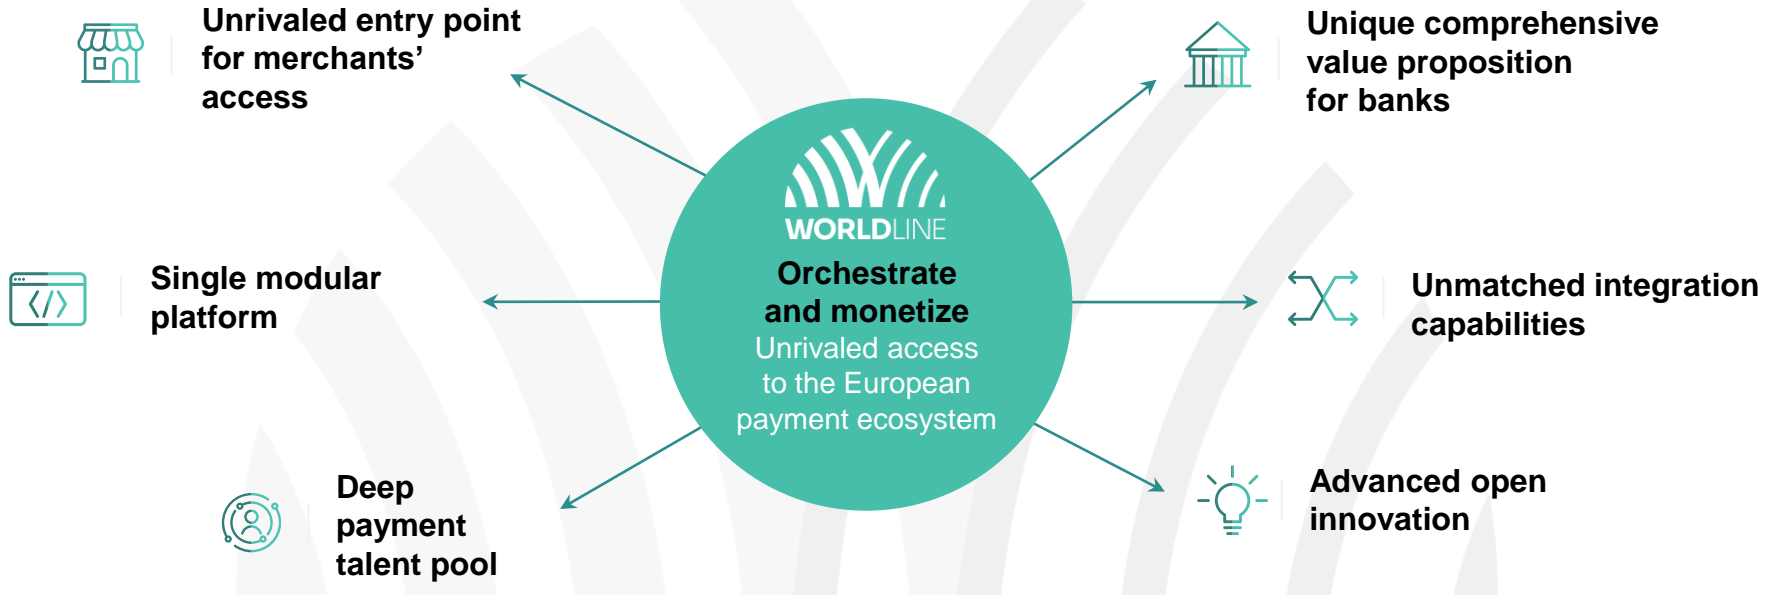 Unrivaled entry point
for merchants’
access
Unique comprehensive
value proposition
for banks
WORLDLINE
Orchestrate
and monetize
Unrivaled access
to the European
payment ecosystem
Single modular
platform
Unmatched integration
capabilities
Deep
payment
talent pool
Advanced open
innovation